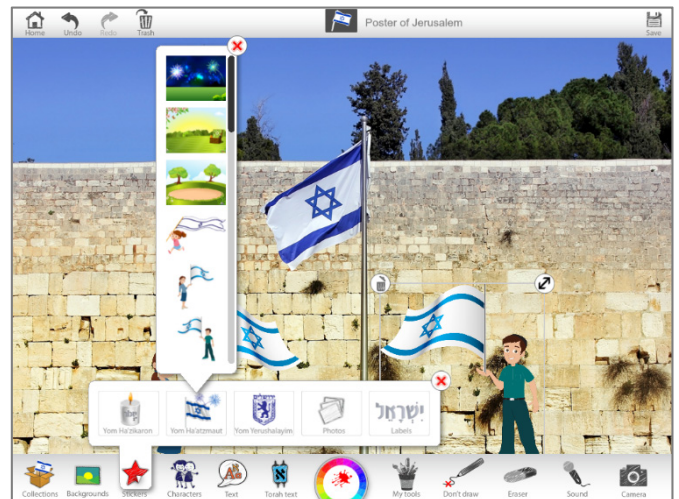 Home Undo Redo Trash Poster of Jerusalem Save
Yom Ha'zikaron Yom Ha'atzmaut Yom Yerushalayim Photos Labels
יִשְׂרָאֵל
Collections Backgrounds Stickers Characters Text Torah text My tools Don't draw Eraser Sound Camera